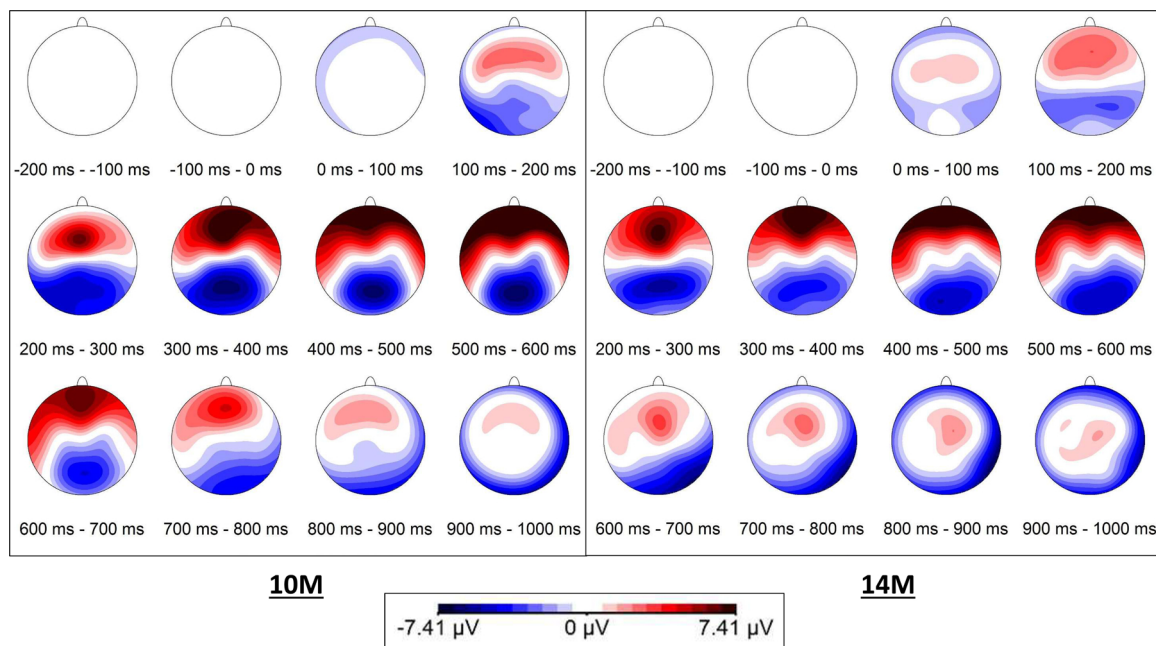 -200 ms - -100 ms
-100 ms - 0 ms
0 ms - 100 ms
100 ms - 200 ms
200 ms - 300 ms
300 ms - 400 ms
400 ms - 500 ms
500 ms - 600 ms
600 ms - 700 ms
700 ms - 800 ms
800 ms - 900 ms
900 ms - 1000 ms
10M
-200 ms - -100 ms
-100 ms - 0 ms
0 ms - 100 ms
100 ms - 200 ms
200 ms - 300 ms
300 ms - 400 ms
400 ms - 500 ms
500 ms - 600 ms
600 ms - 700 ms
700 ms - 800 ms
800 ms - 900 ms
900 ms - 1000 ms
14M
-7.41 µV 0 µV 7.41 µV